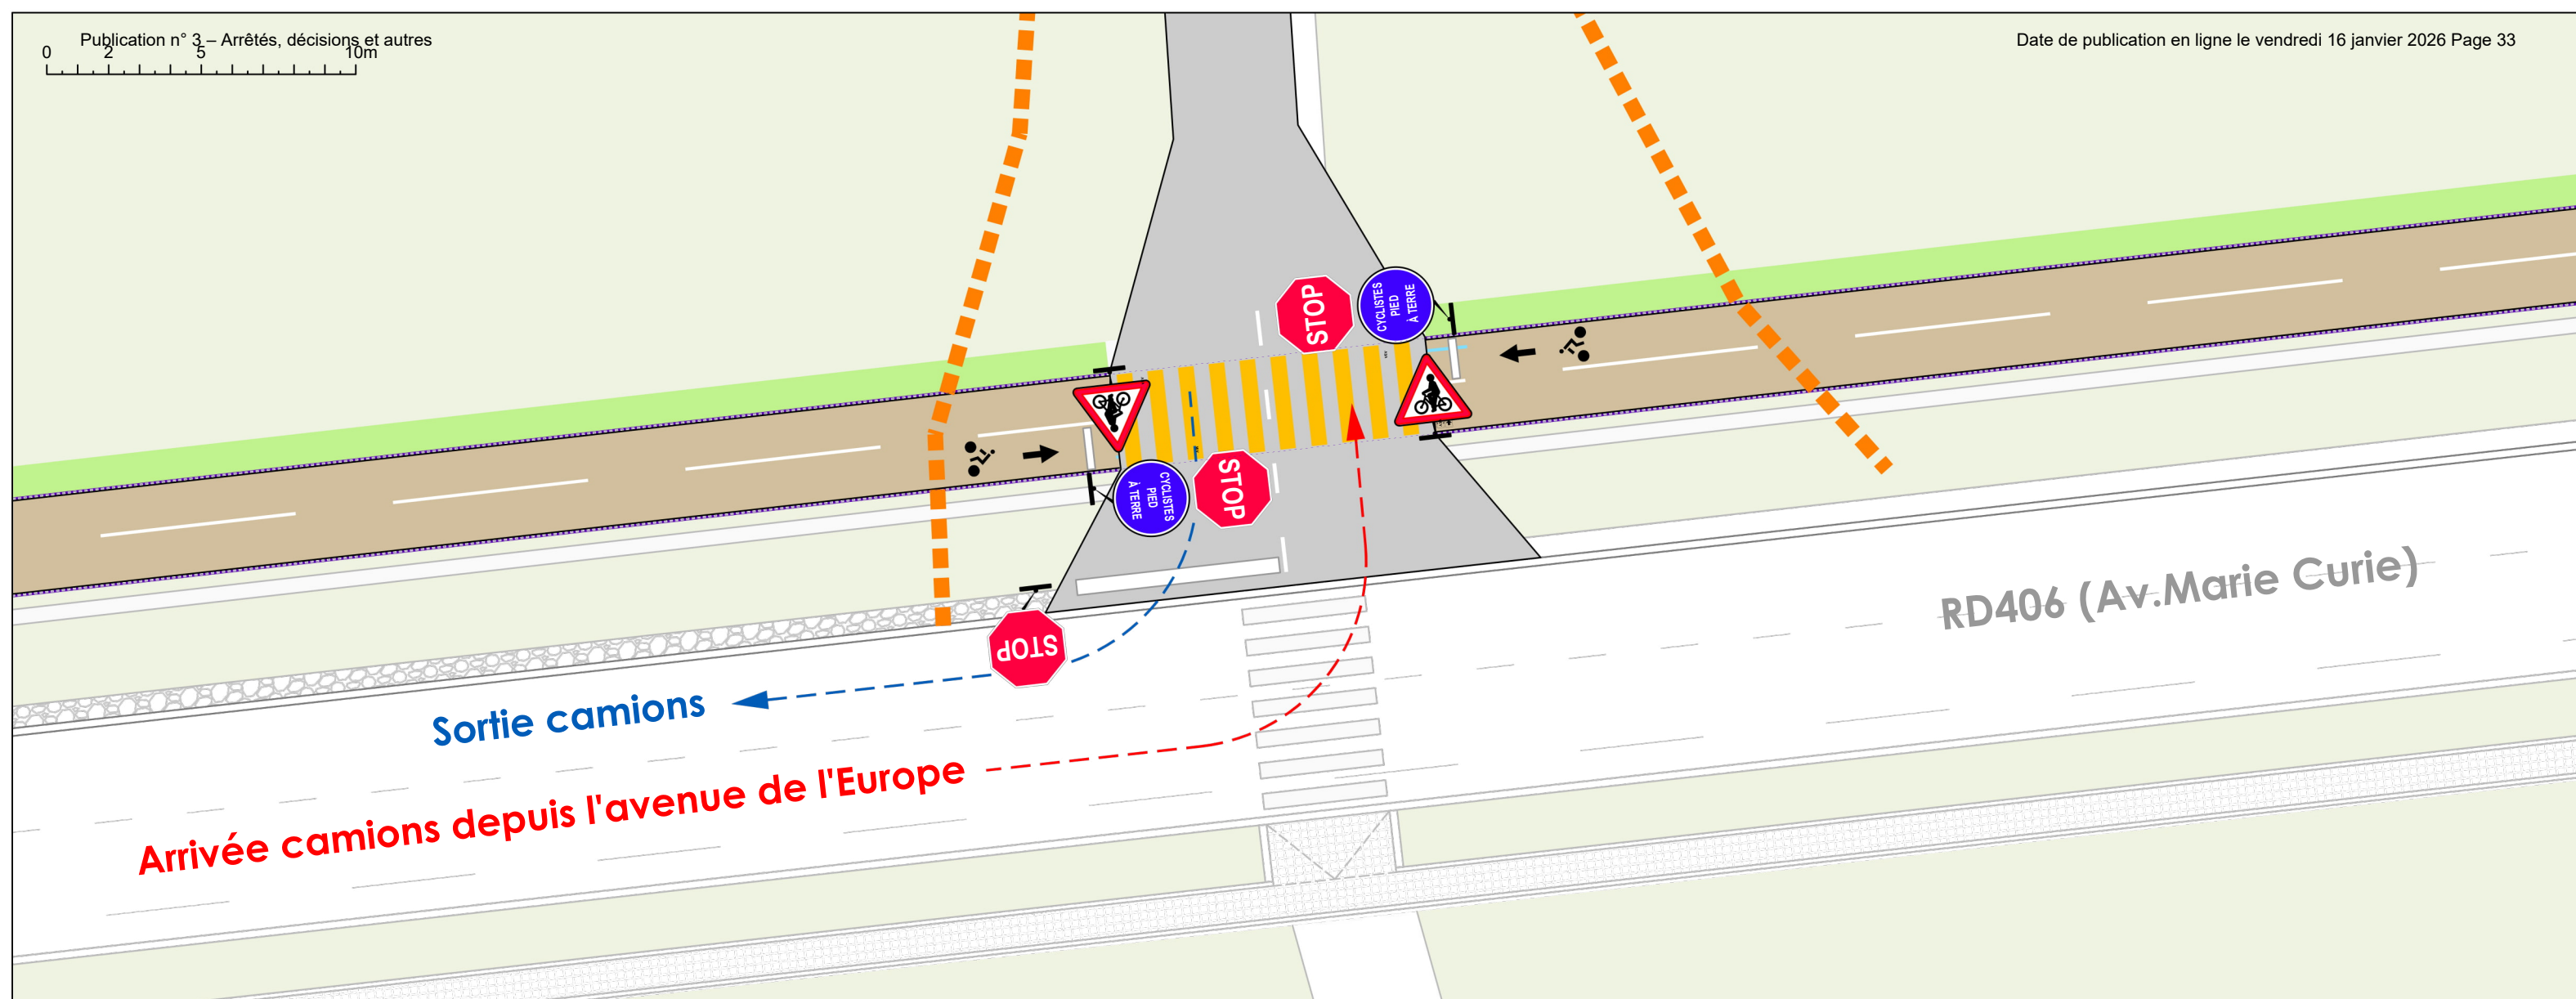 Publication n° 3 – Arrêtés, décisions et autres
Date de publication en ligne le vendredi 16 janvier 2026 Page 33
0 2 5 10m
STOP
CYCLISTES
PIED
À TERRE
STOP
CYCLISTES
PIED
À TERRE
STOP
RD406 (Av.Marie Curie)
Sortie camions
Arrivée camions depuis l'avenue de l'Europe